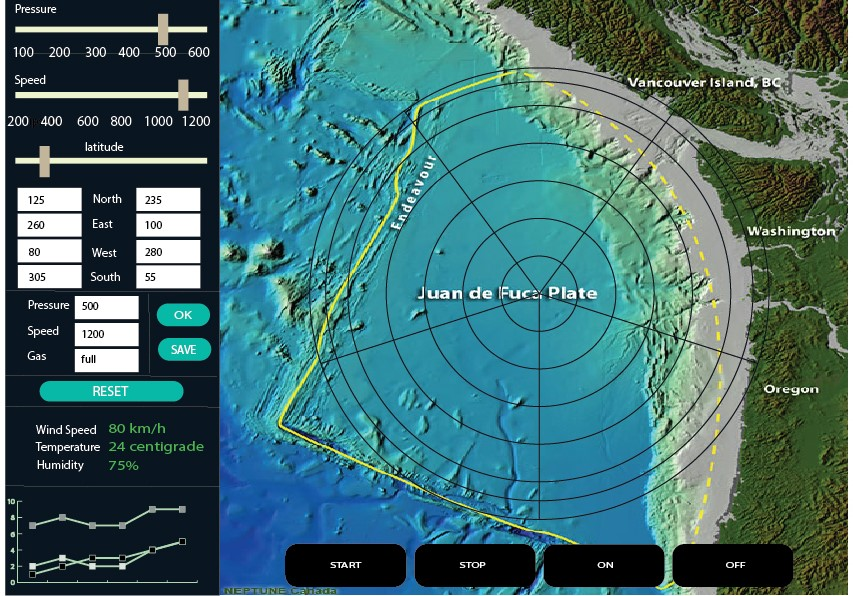 Pressure
100 200 300 400 500 600
Speed
200 400 600 800 1000 1200
latitude
125 North 235
260 East 100
80 West 280
305 South 55
Pressure 500
Speed 1200
Gas full
OK
SAVE
RESET
Wind Speed 80 km/h
Temperature 24 centigrade
Humidity 75%
10
8
6
4
2
0
Vancouver Island, BC
Endeavour
Washington
Juan de Fuca Plate
Oregon
START STOP ON OFF
NEPTUNE Canada